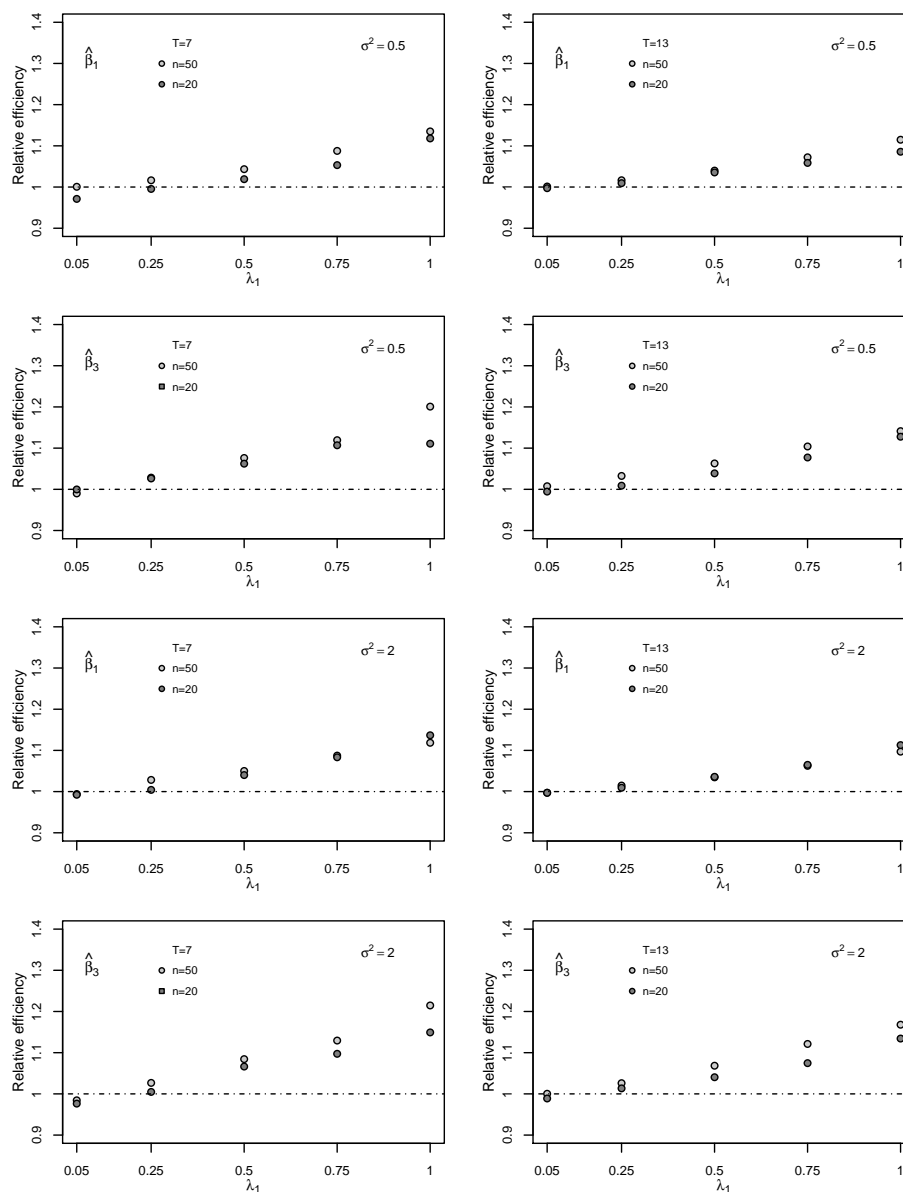 Relative efficiency
0.9 1 1.1 1.2 1.3 1.4
β̂1
T=7
n=50
n=20
σ² = 0.5
0.05 0.25 0.5 0.75 1
λ1
Relative efficiency
0.9 1 1.1 1.2 1.3 1.4
β̂1
T=13
n=50
n=20
σ² = 0.5
0.05 0.25 0.5 0.75 1
λ1
Relative efficiency
0.9 1 1.1 1.2 1.3 1.4
β̂3
T=7
n=50
n=20
σ² = 0.5
0.05 0.25 0.5 0.75 1
λ1
Relative efficiency
0.9 1 1.1 1.2 1.3 1.4
β̂3
T=13
n=50
n=20
σ² = 0.5
0.05 0.25 0.5 0.75 1
λ1
Relative efficiency
0.9 1 1.1 1.2 1.3 1.4
β̂1
T=7
n=50
n=20
σ² = 2
0.05 0.25 0.5 0.75 1
λ1
Relative efficiency
0.9 1 1.1 1.2 1.3 1.4
β̂1
T=13
n=50
n=20
σ² = 2
0.05 0.25 0.5 0.75 1
λ1
Relative efficiency
0.9 1 1.1 1.2 1.3 1.4
β̂3
T=7
n=50
n=20
σ² = 2
0.05 0.25 0.5 0.75 1
λ1
Relative efficiency
0.9 1 1.1 1.2 1.3 1.4
β̂3
T=13
n=50
n=20
σ² = 2
0.05 0.25 0.5 0.75 1
λ1